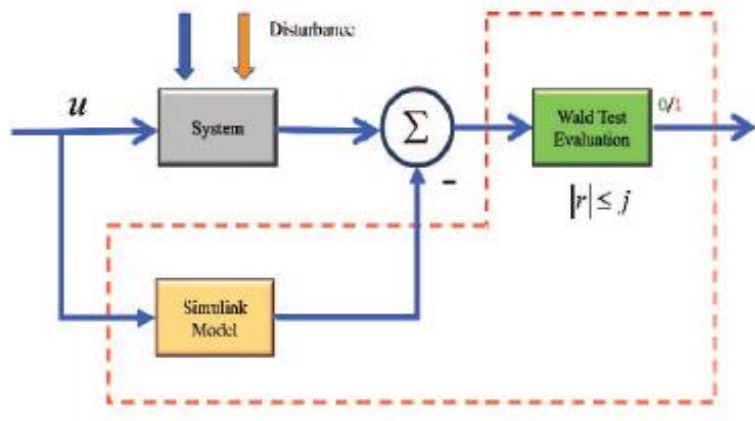 Disturbance
u
System
Σ
-
Wald Test
Evaluation
0/1
|r| ≤ j
Simulink
Model